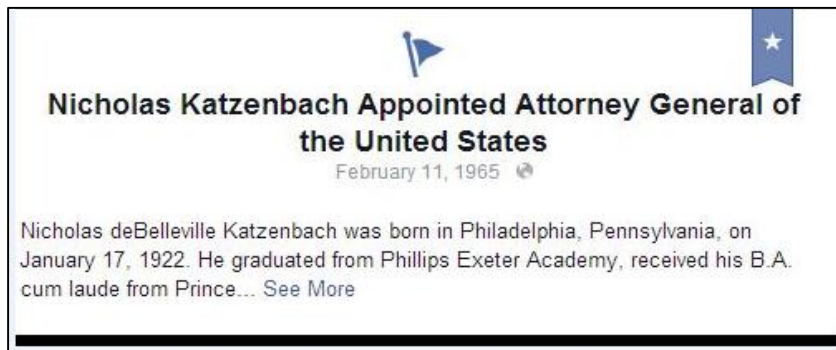 Nicholas Katzenbach Appointed Attorney General of
the United States
February 11, 1965
Nicholas deBelleville Katzenbach was born in Philadelphia, Pennsylvania, on
January 17, 1922. He graduated from Phillips Exeter Academy, received his B.A.
cum laude from Prince... See More